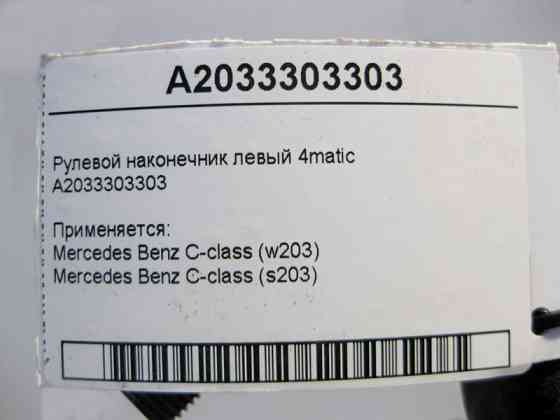 A2033303303
Рулевой наконечник левый 4matic
A2033303303
Применяется:
Mercedes Benz C-class (w203)
Mercedes Benz C-class (s203)